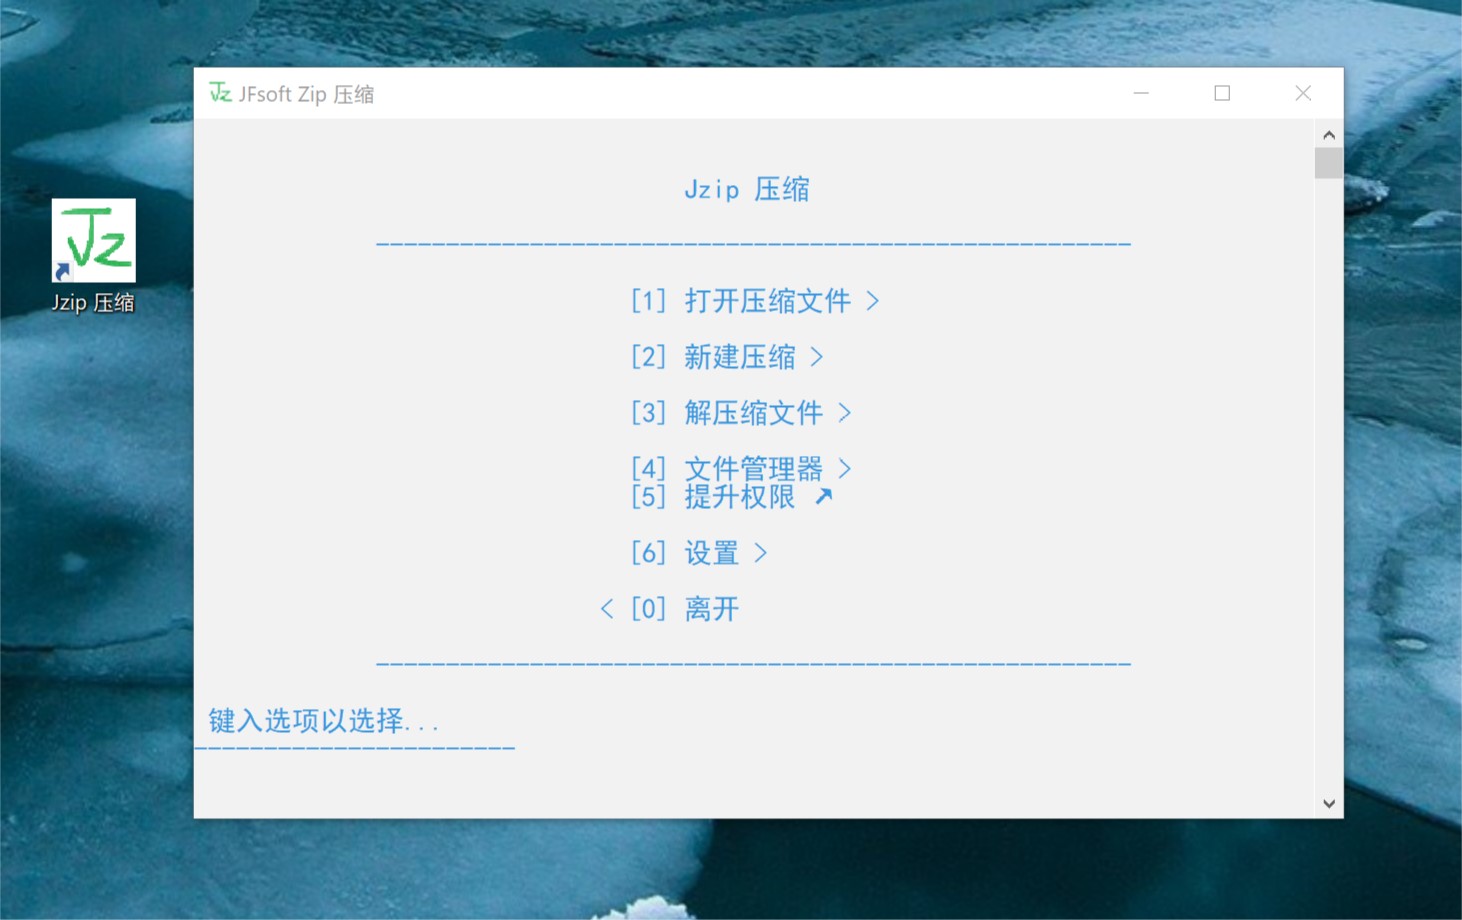 JFsoft Zip 压缩
Jzip 压缩
Jzip 压缩
[1] 打开压缩文件 >
[2] 新建压缩 >
[3] 解压缩文件 >
[4] 文件管理器 >
[5] 提升权限 ↗
[6] 设置 >
< [0] 离开
键入选项以选择...